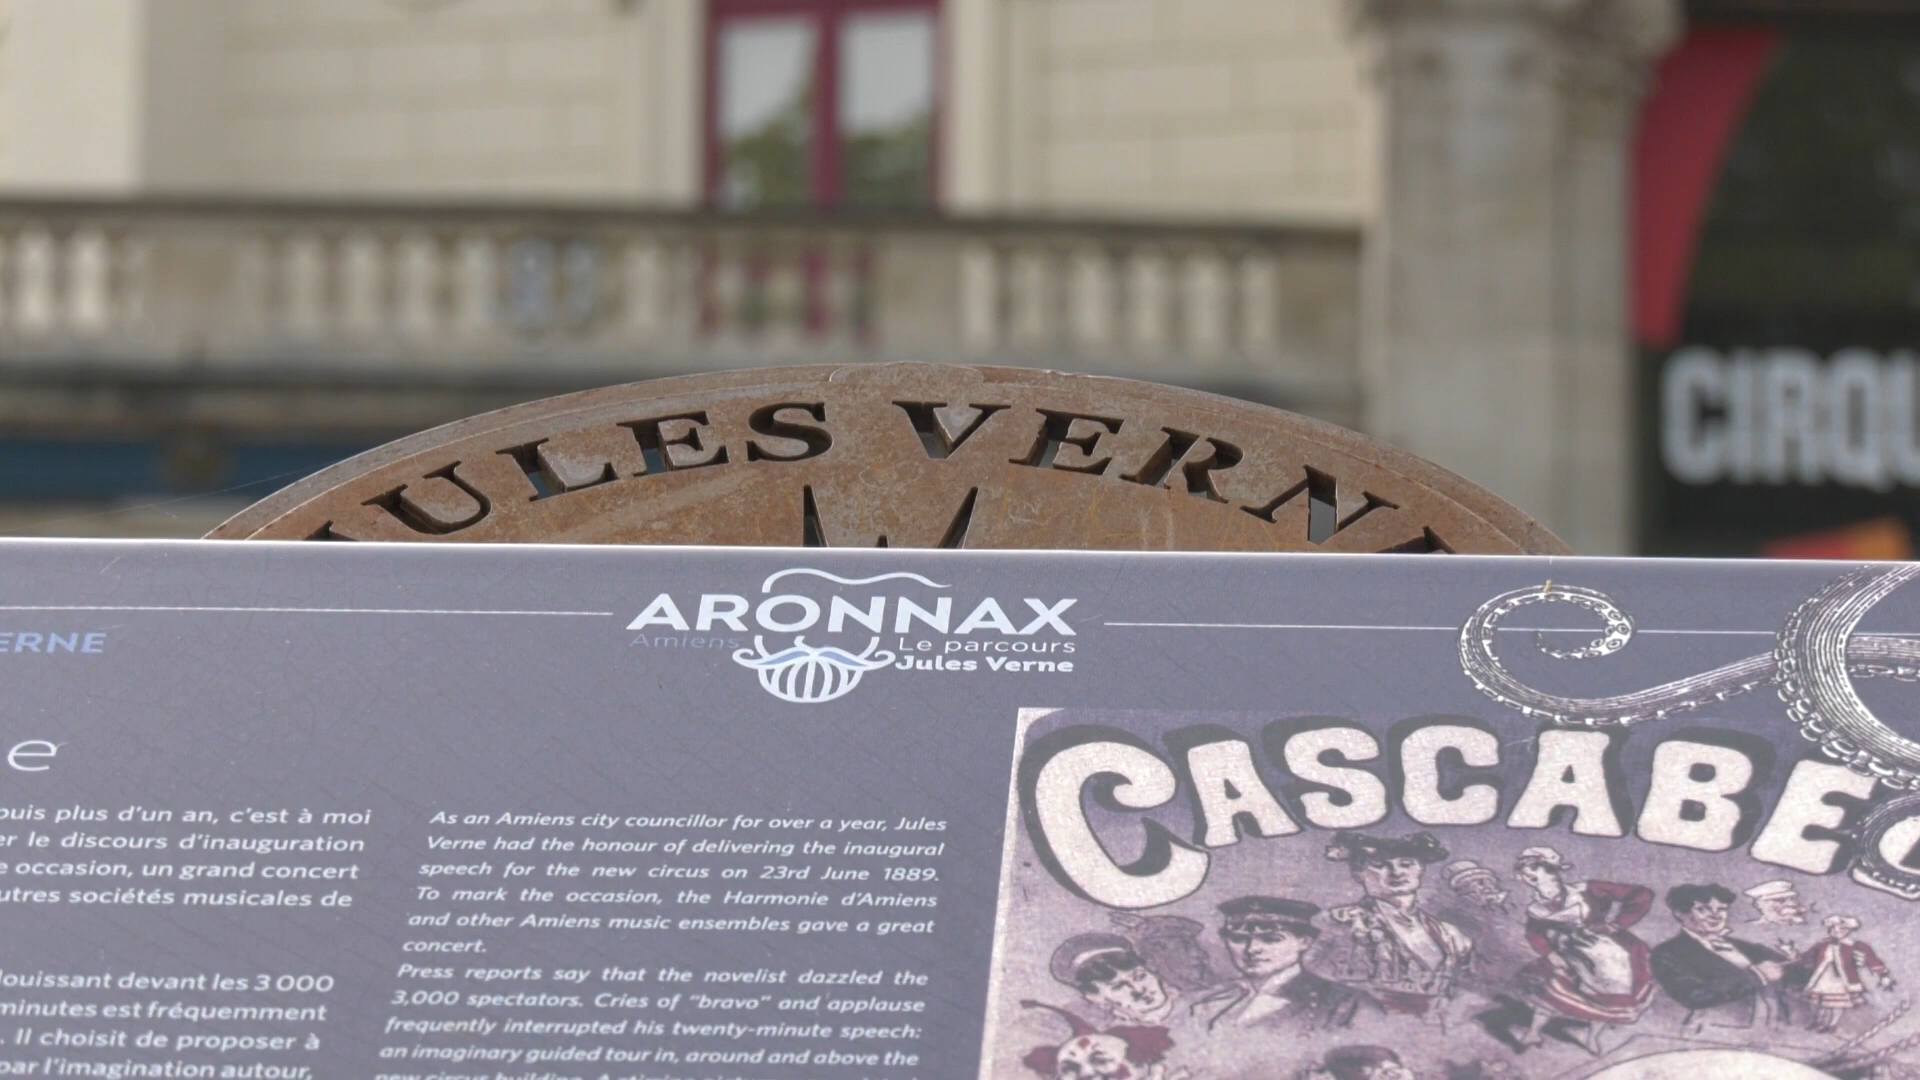 CIRQU
JULES VERNE
ARONNAX
Amiens
Le parcours
Jules Verne
ERNE
e
puis plus d'un an, c'est à moi
er le discours d'inauguration
e occasion, un grand concert
utres sociétés musicales de
louissant devant les 3 000
minutes est fréquemment
. Il choisit de proposer à
par l'imagination autour,
As an Amiens city councillor for over a year, Jules
Verne had the honour of delivering the inaugural
speech for the new circus on 23rd June 1889.
To mark the occasion, the Harmonie d'Amiens
and other Amiens music ensembles gave a great
concert.
Press reports say that the novelist dazzled the
3,000 spectators. Cries of "bravo" and applause
frequently interrupted his twenty-minute speech:
an imaginary guided tour in, around and above the
new circus building.
CASCABE